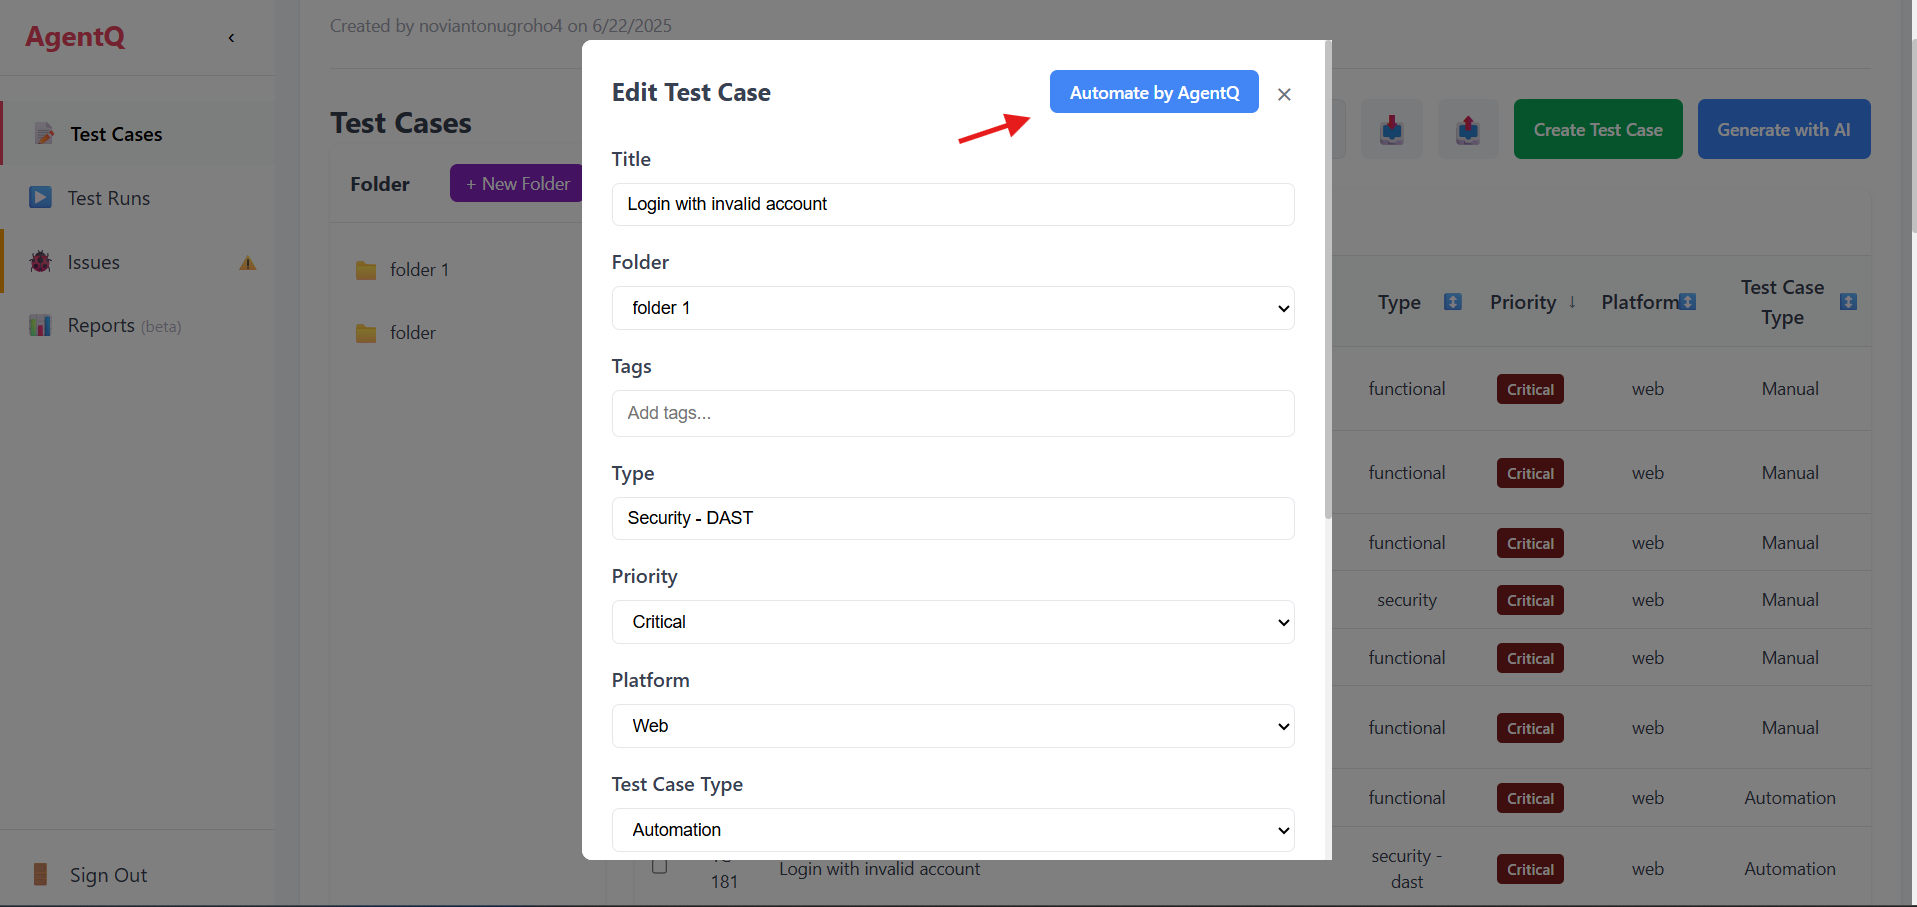 AgentQ
‹
Test Cases
Test Runs
Issues
Reports (beta)
Sign Out
Created by noviantonugroho4 on 6/22/2025
Test Cases
Create Test Case
Generate with AI
Folder
+ New Folder
folder 1
folder
Edit Test Case
Automate by AgentQ
×
Title
Login with invalid account
Folder
folder 1
Tags
Add tags...
Type
Security - DAST
Priority
Critical
Platform
Web
Test Case Type
Automation
Type
Priority ↓
Platform
Test Case
Type
functional Critical web Manual
functional Critical web Manual
functional Critical web Manual
security Critical web Manual
functional Critical web Manual
functional Critical web Manual
functional Critical web Automation
181
Login with invalid account
security -
dast
Critical web Automation